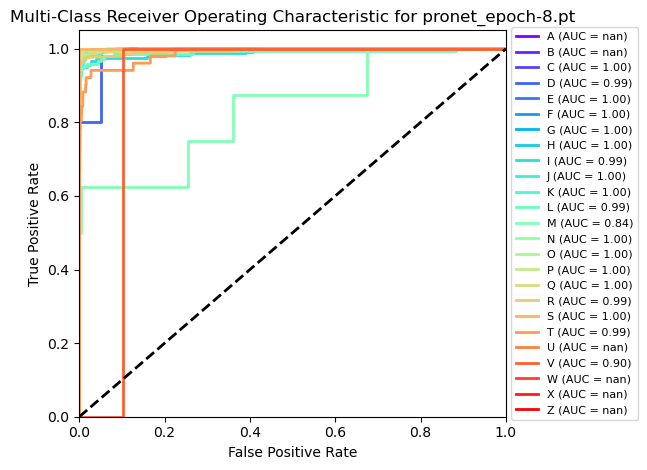 Multi-Class Receiver Operating Characteristic for pronet_epoch-8.pt
True Positive Rate
1.0
0.8
0.6
0.4
0.2
0.0
0.0 0.2 0.4 0.6 0.8 1.0
False Positive Rate
A (AUC = nan)
B (AUC = nan)
C (AUC = 1.00)
D (AUC = 0.99)
E (AUC = 1.00)
F (AUC = 1.00)
G (AUC = 1.00)
H (AUC = 1.00)
I (AUC = 0.99)
J (AUC = 1.00)
K (AUC = 1.00)
L (AUC = 0.99)
M (AUC = 0.84)
N (AUC = 1.00)
O (AUC = 1.00)
P (AUC = 1.00)
Q (AUC = 1.00)
R (AUC = 0.99)
S (AUC = 1.00)
T (AUC = 0.99)
U (AUC = nan)
V (AUC = 0.90)
W (AUC = nan)
X (AUC = nan)
Z (AUC = nan)